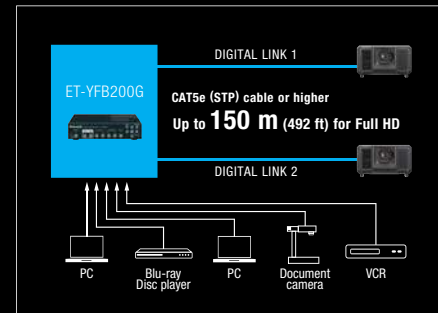 DIGITAL LINK 1
ET-YFB200G
CAT5e (STP) cable or higher
Up to 150 m (492 ft) for Full HD
DIGITAL LINK 2
PC
Blu-ray
Disc player
PC
Document
camera
VCR